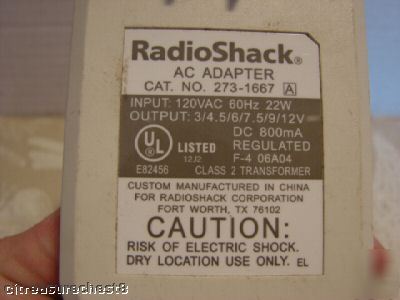 RadioShack®
AC ADAPTER
CAT. NO. 273-1667 A
INPUT: 120VAC 60Hz 22W
OUTPUT: 3/4.5/6/7.5/9/12V
DC 800mA
UL LISTED REGULATED
12J2 F-4 06A04
E82456 CLASS 2 TRANSFORMER
CUSTOM MANUFACTURED IN CHINA
FOR RADIOSHACK CORPORATION
FORT WORTH, TX 76102
CAUTION:
RISK OF ELECTRIC SHOCK.
DRY LOCATION USE ONLY. EL
citreasurechest8